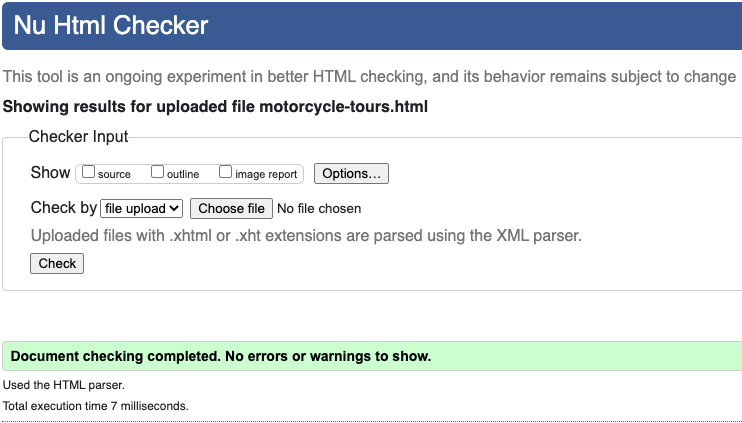 Nu Html Checker
This tool is an ongoing experiment in better HTML checking, and its behavior remains subject to change
Showing results for uploaded file motorcycle-tours.html
Checker Input
Show source outline image report Options...
Check by file upload Choose file No file chosen
Uploaded files with .xhtml or .xht extensions are parsed using the XML parser.
Check
Document checking completed. No errors or warnings to show.
Used the HTML parser.
Total execution time 7 milliseconds.